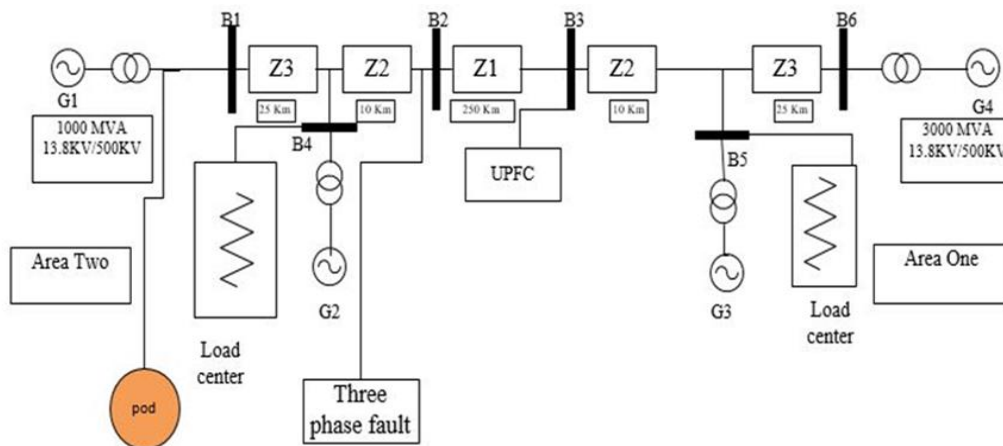 B1
B2
B3
B6
Z3
Z2
Z1
Z2
Z3
G1
G4
25 Km
10 Km
250 Km
10 Km
25 Km
1000 MVA
13.8KV/500KV
B4
B5
3000 MVA
13.8KV/500KV
UPFC
Area Two
Area One
G2
G3
Load
center
Load
center
pod
Three
phase fault